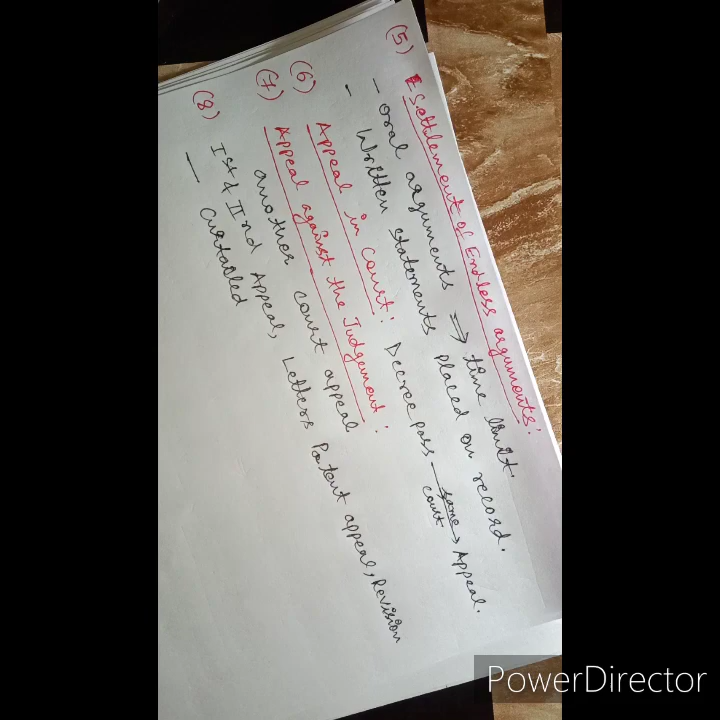 (5) Settlement of Endless arguments:
- oral arguments ⇒ time limit.
- Written statements placed on record.
(6) Appeal in court: Decree pass same court → Appeal.
(7) Appeal against the Judgement:
another court appeal
(8) Ist & IInd Appeal, Letters Patent appeal, Revision
— Curtailed
PowerDirector